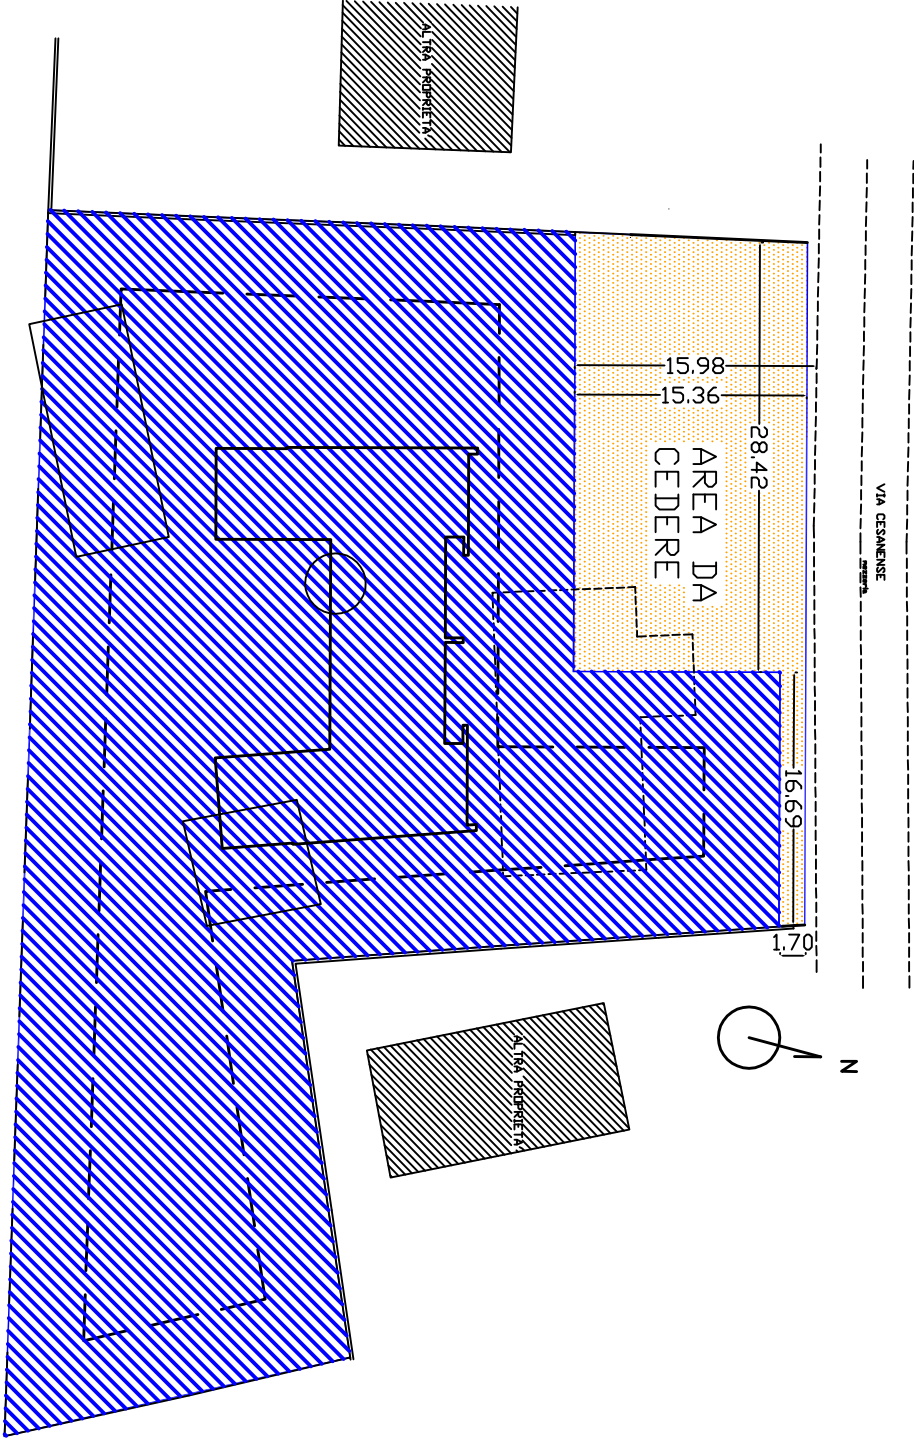 ALTRA PROPRIETA'
VIA CESANENSE
mezzeria
15.98
15.36
28.42
AREA DA
CEDERE
16.69
1.70
N
ALTRA PROPRIETA'